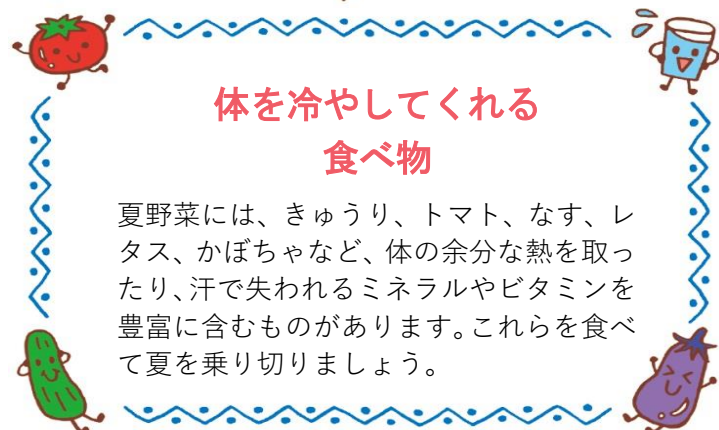 体を冷やしてくれる
食べ物
夏野菜には、きゅうり、トマト、なす、レ
タス、かぼちゃなど、体の余分な熱を取っ
たり、汗で失われるミネラルやビタミンを
豊富に含むものがあります。これらを食べ
て夏を乗り切りましょう。